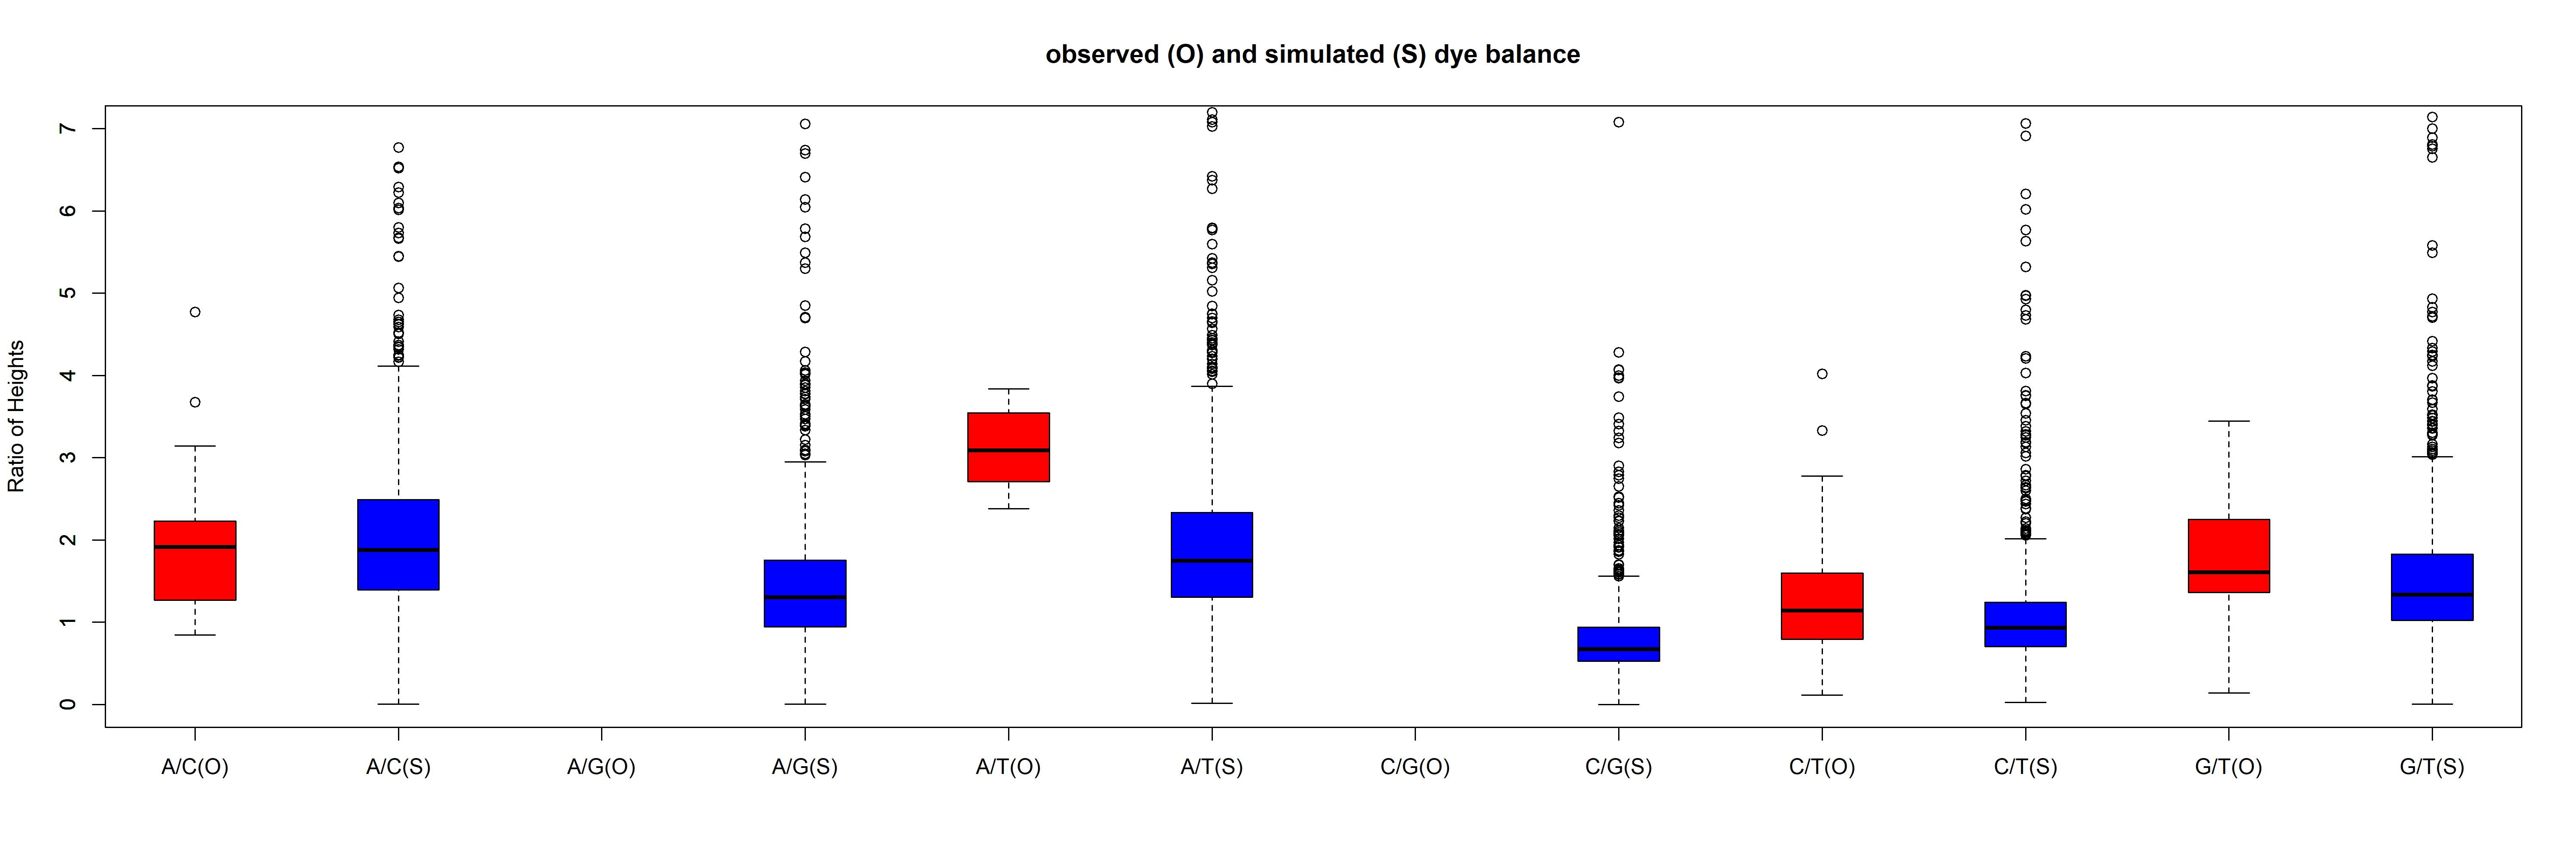 observed (O) and simulated (S) dye balance
Ratio of Heights
7
6
5
4
3
2
1
0
A/C(O) A/C(S) A/G(O) A/G(S) A/T(O) A/T(S) C/G(O) C/G(S) C/T(O) C/T(S) G/T(O) G/T(S)